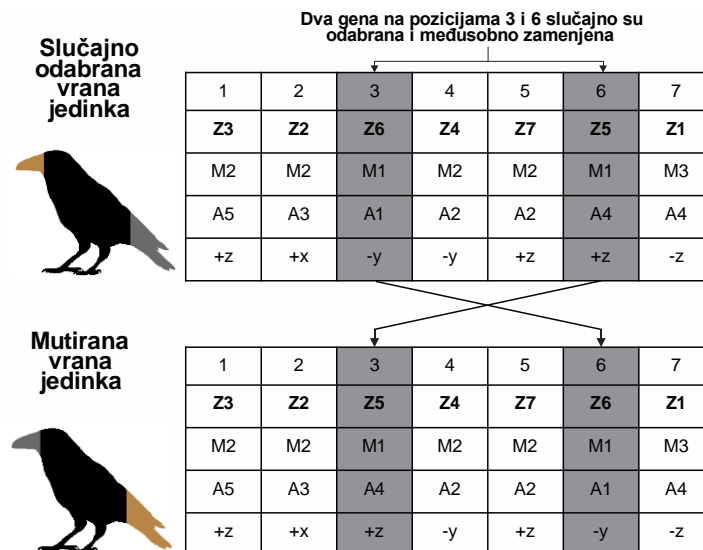 Dva gena na pozicijama 3 i 6 slučajno su
odabrana i međusobno zamenjena
Slučajno
odabrana
vrana
jedinka
1 2 3 4 5 6 7
Z3 Z2 Z6 Z4 Z7 Z5 Z1
M2 M2 M1 M2 M2 M1 M3
A5 A3 A1 A2 A2 A4 A4
+z +x -y -y +z +z -z
Mutirana
vrana
jedinka
1 2 3 4 5 6 7
Z3 Z2 Z5 Z4 Z7 Z6 Z1
M2 M2 M1 M2 M2 M1 M3
A5 A3 A4 A2 A2 A1 A4
+z +x +z -y +z -y -z